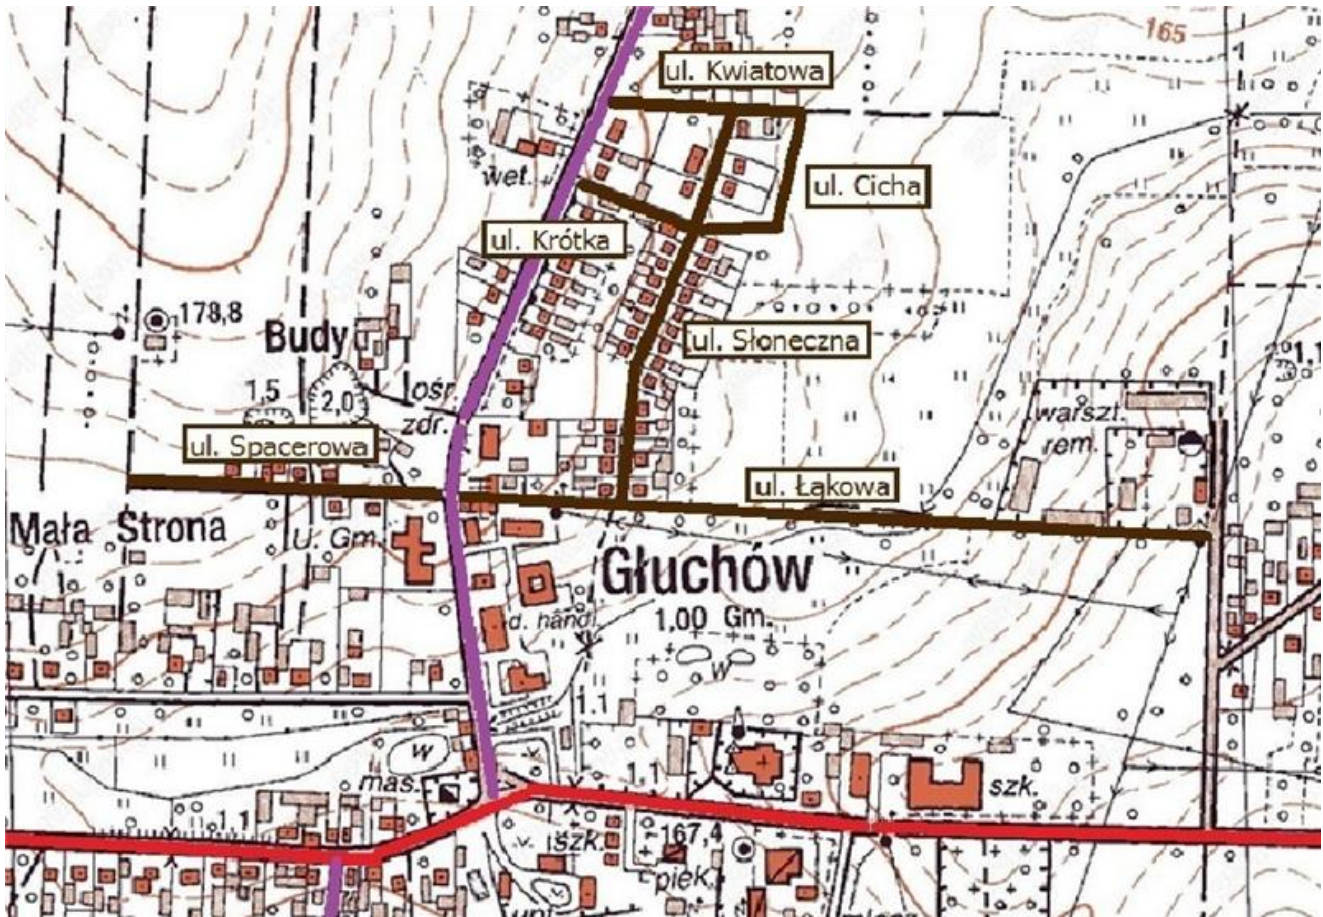 165
ul. Kwiatowa
wet.
ul. Cicha
ul. Krótka
178,8
Budy
ul. Słoneczna
1,5
2,0
ośr.
zdr.
warszt.
rem.
ul. Spacerowa
ul. Łąkowa
Mała Strona
U. Gm.
Głuchów
d. handl.
1,00 Gm.
W
1.1
W
mas.
1.1
szk.
1.1
szk.
167,4
piek.